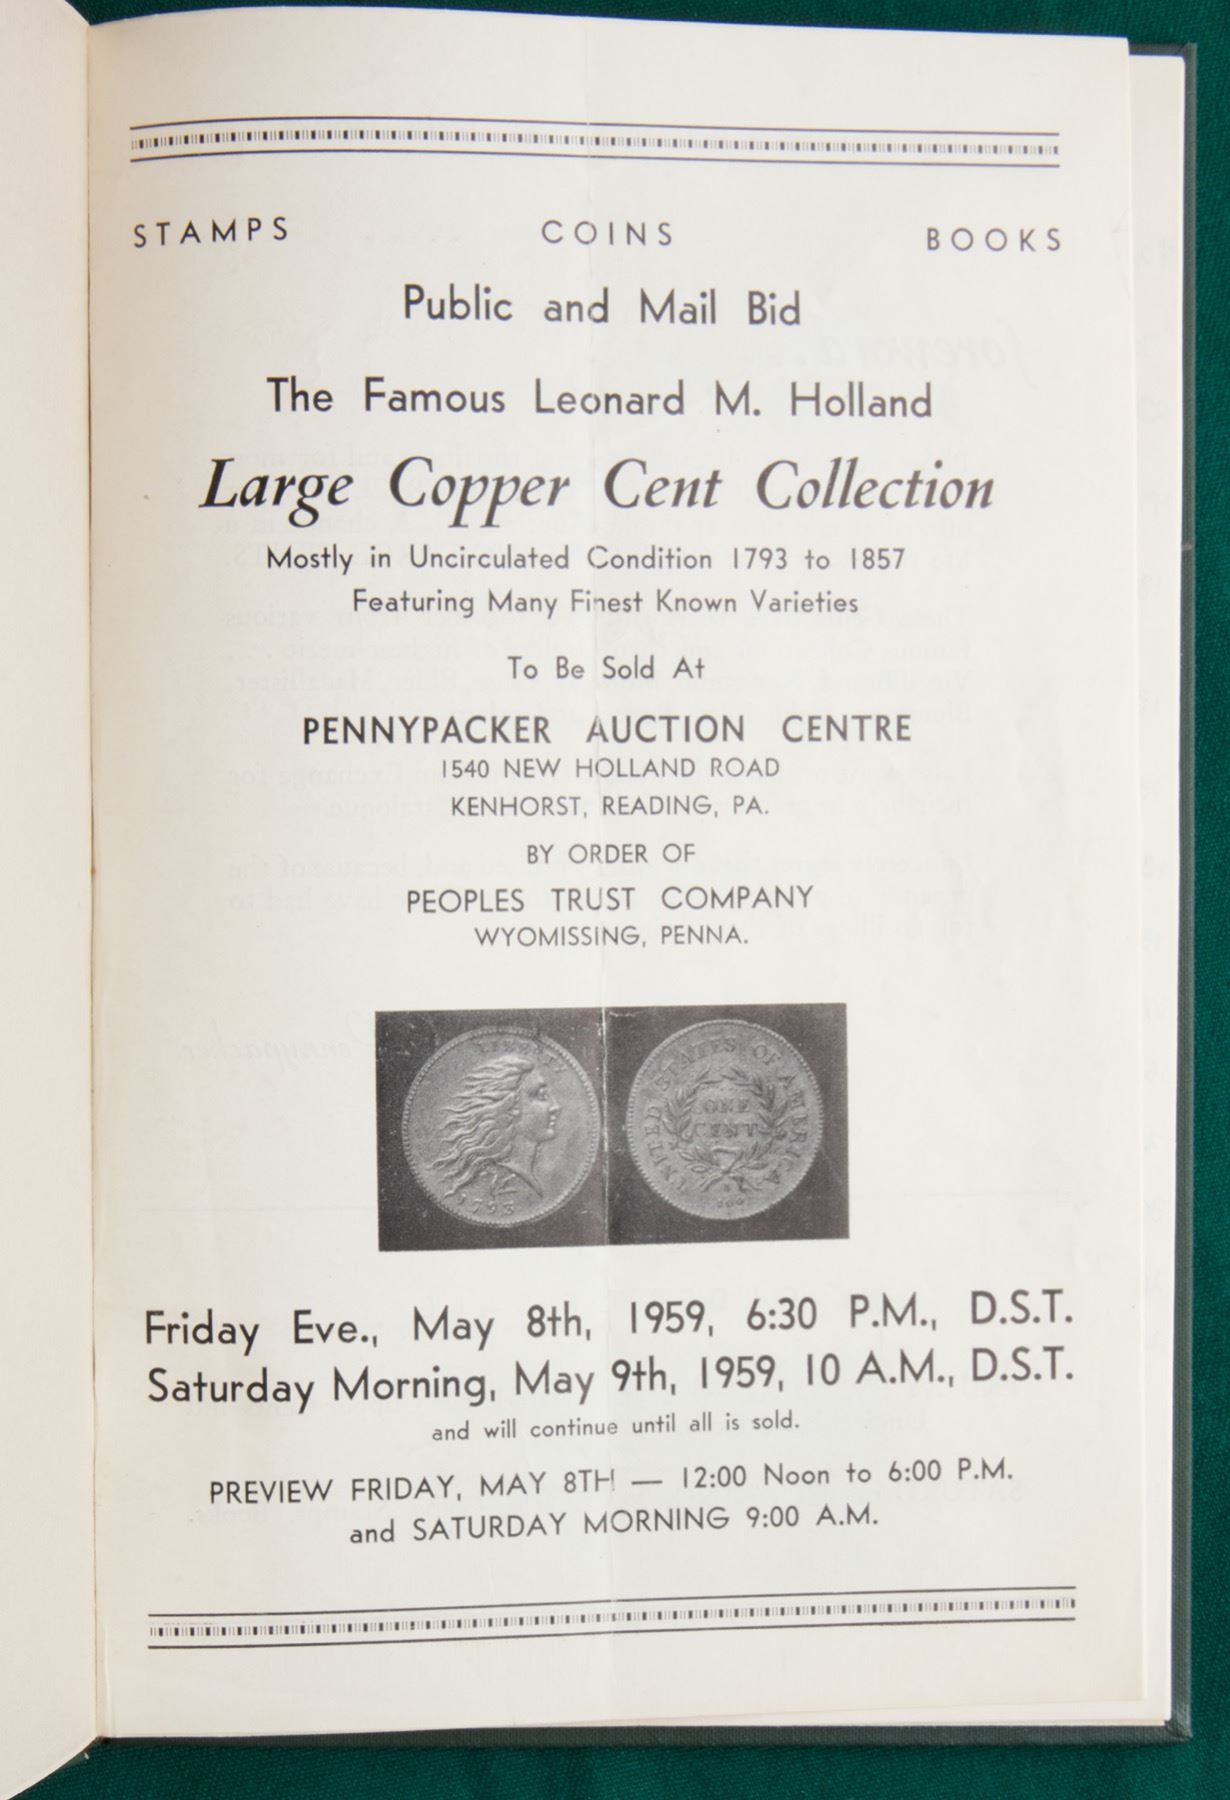 STAMPS COINS BOOKS
Public and Mail Bid
The Famous Leonard M. Holland
Large Copper Cent Collection
Mostly in Uncirculated Condition 1793 to 1857
Featuring Many Finest Known Varieties
To Be Sold At
PENNYPACKER AUCTION CENTRE
1540 NEW HOLLAND ROAD
KENHORST, READING, PA.
BY ORDER OF
PEOPLES TRUST COMPANY
WYOMISSING, PENNA.
LIBERTY
1793
UNITED STATES OF AMERICA
ONE
CENT
1/100
Friday Eve., May 8th, 1959, 6:30 P.M., D.S.T.
Saturday Morning, May 9th, 1959, 10 A.M., D.S.T.
and will continue until all is sold.
PREVIEW FRIDAY, MAY 8TH — 12:00 Noon to 6:00 P.M.
and SATURDAY MORNING 9:00 A.M.